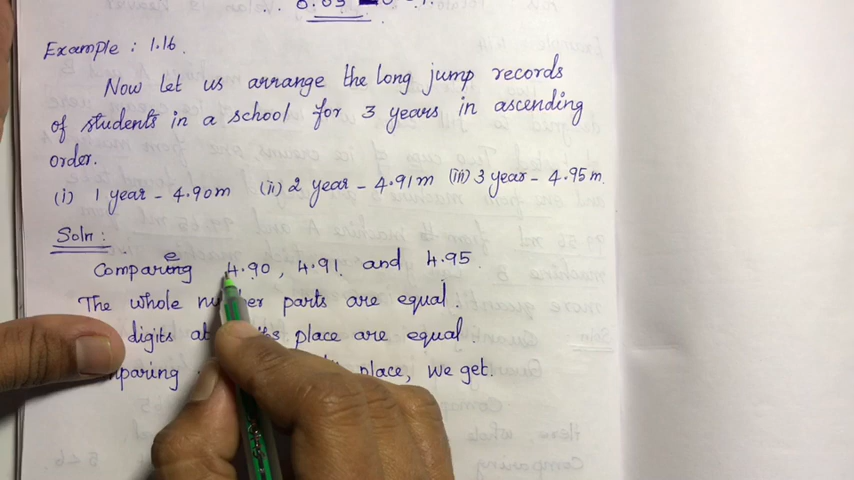 Example : 1.16.
Now let us arrange the long jump records
of students in a school for 3 years in ascending
order.
(i) 1 year - 4.90m (ii) 2 year - 4.91m (iii) 3 year - 4.95m.
Soln :
Compare 4.90, 4.91 and 4.95.
The whole number parts are equal.
digits at place are equal.
place, we get.